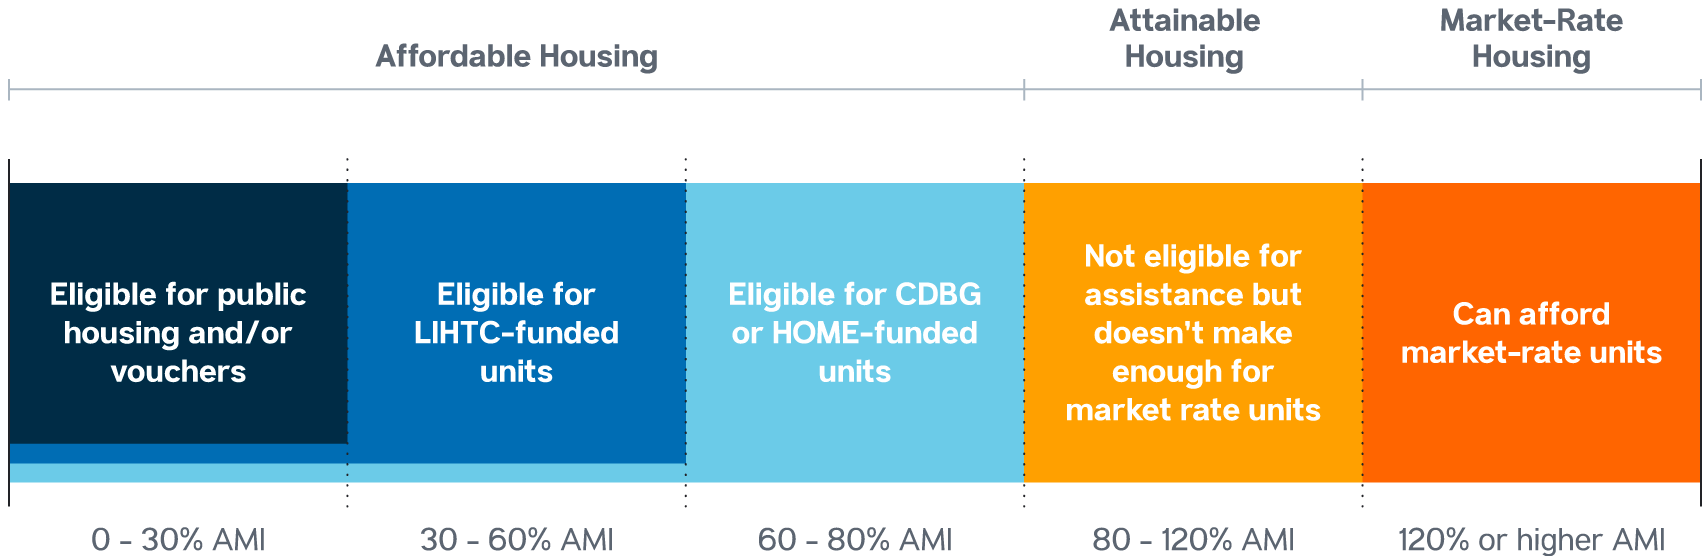 Affordable Housing
Attainable
Housing
Market-Rate
Housing
Eligible for public
housing and/or
vouchers
Eligible for
LIHTC-funded
units
Eligible for CDBG
or HOME-funded
units
Not eligible for
assistance but
doesn't make
enough for
market rate units
Can afford
market-rate units
0 - 30% AMI
30 - 60% AMI
60 - 80% AMI
80 - 120% AMI
120% or higher AMI